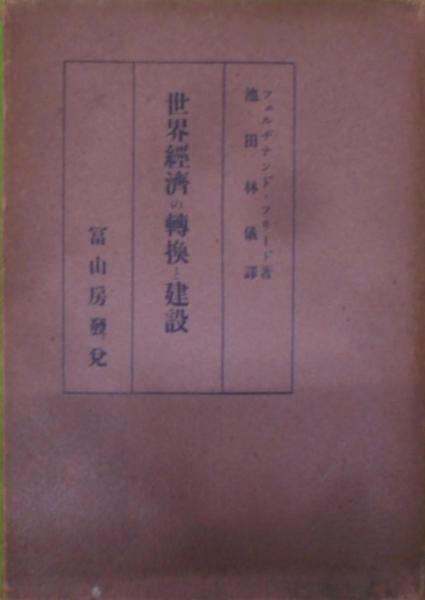 フェルヂナンド・フリード著
池田林儀譯
世界經濟の轉換と建設
冨山房發兌